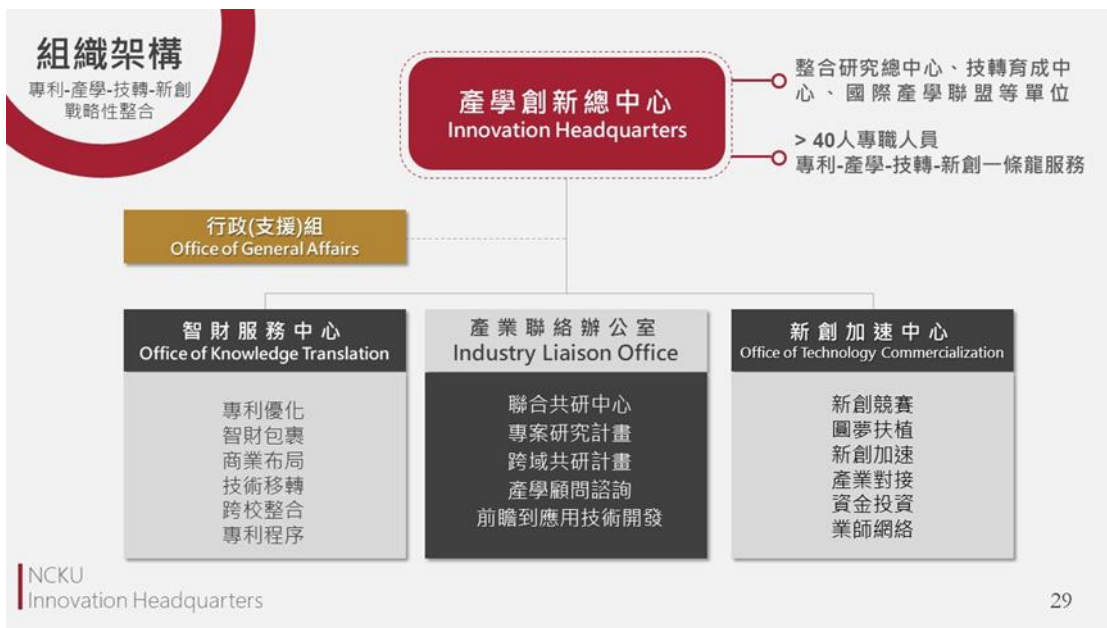 組織架構
專利-產學-技轉-新創
戰略性整合
產學創新總中心
Innovation Headquarters
整合研究總中心、技轉育成中
心、國際產學聯盟等單位
> 40人專職人員
專利-產學-技轉-新創一條龍服務
行政(支援)組
Office of General Affairs
智財服務中心
Office of Knowledge Translation
專利優化
智財包裹
商業布局
技術移轉
跨校整合
專利程序
產業聯絡辦公室
Industry Liaison Office
聯合共研中心
專案研究計畫
跨域共研計畫
產學顧問諮詢
前瞻到應用技術開發
新創加速中心
Office of Technology Commercialization
新創競賽
圓夢扶植
新創加速
產業對接
資金投資
業師網絡
NCKU
Innovation Headquarters
29